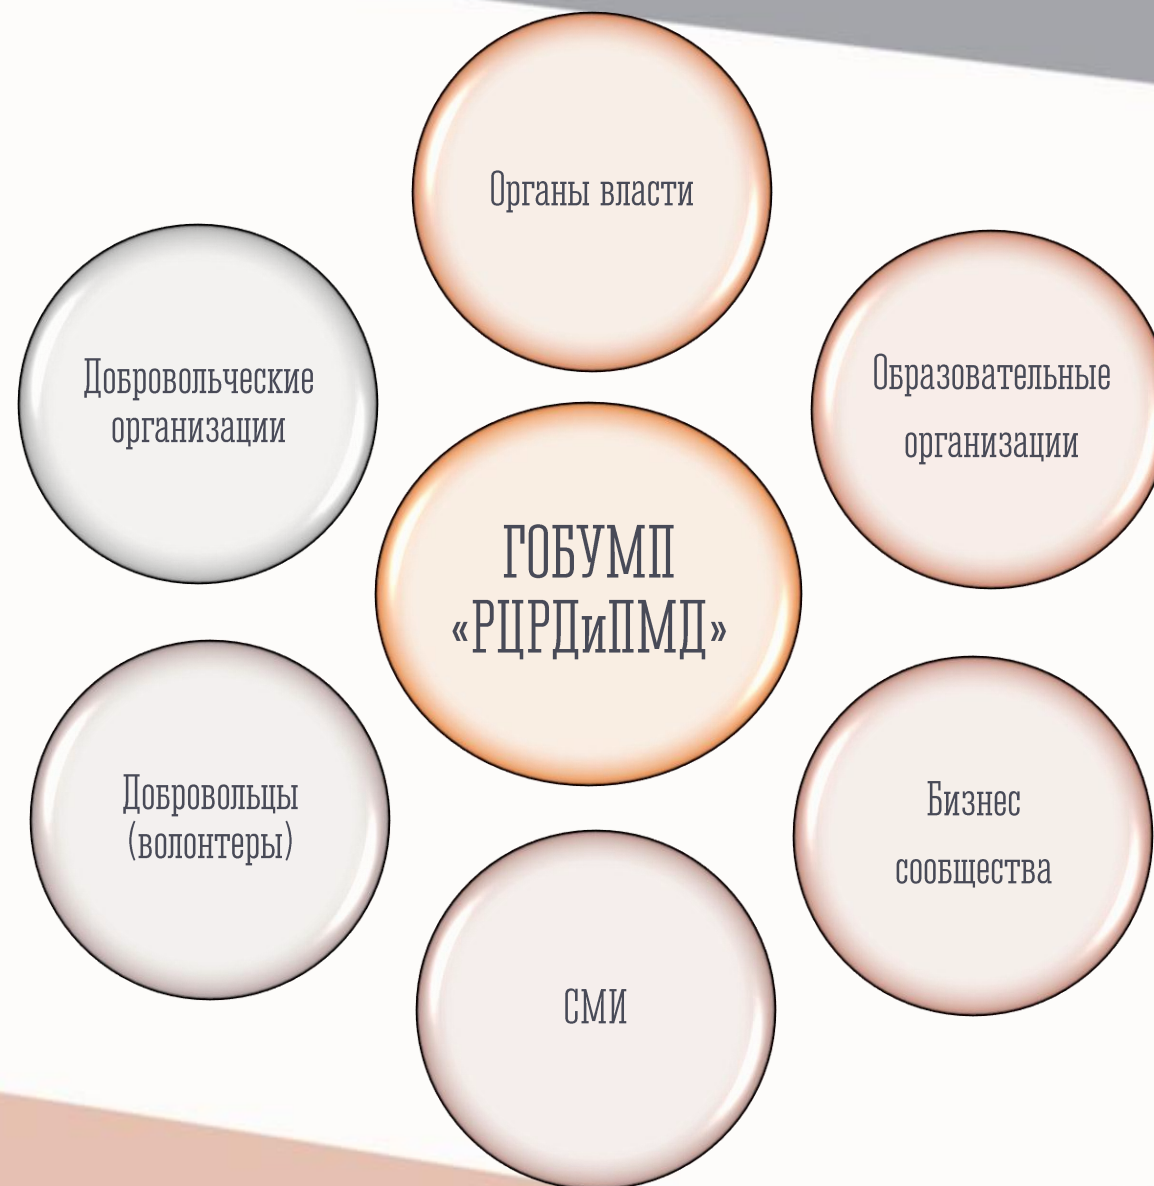 Органы власти
Добровольческие
организации
Образовательные
организации
ГОБУМП
«РЦРДиПМД»
Добровольцы
(волонтеры)
Бизнес
сообщества
СМИ